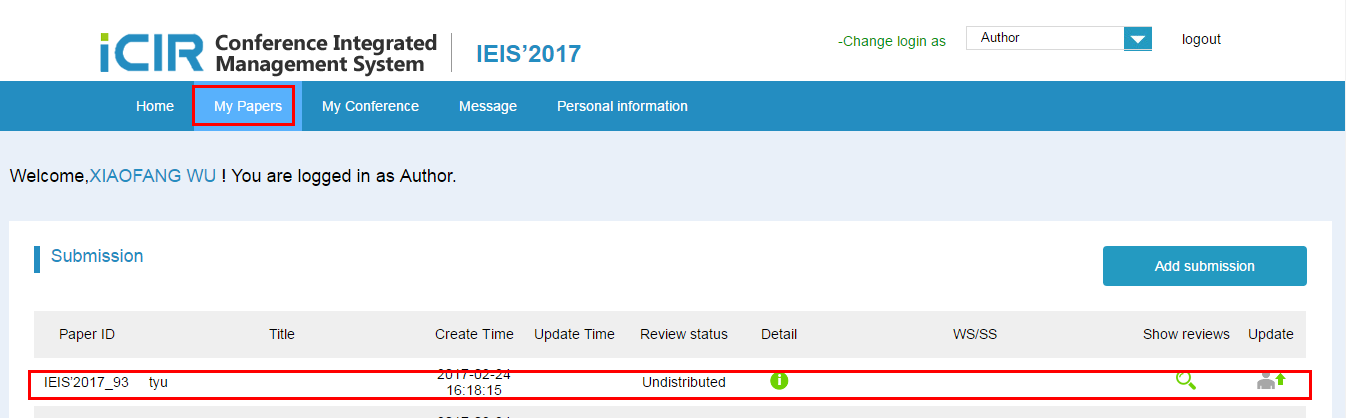 iCIR Conference Integrated
Management System
IEIS'2017
-Change login as Author logout
Home My Papers My Conference Message Personal information
Welcome,XIAOFANG WU ! You are logged in as Author.
Submission
Add submission
Paper ID Title Create Time Update Time Review status Detail WS/SS Show reviews Update
IEIS'2017_93 tyu 2017-02-24 Undistributed
16:18:15